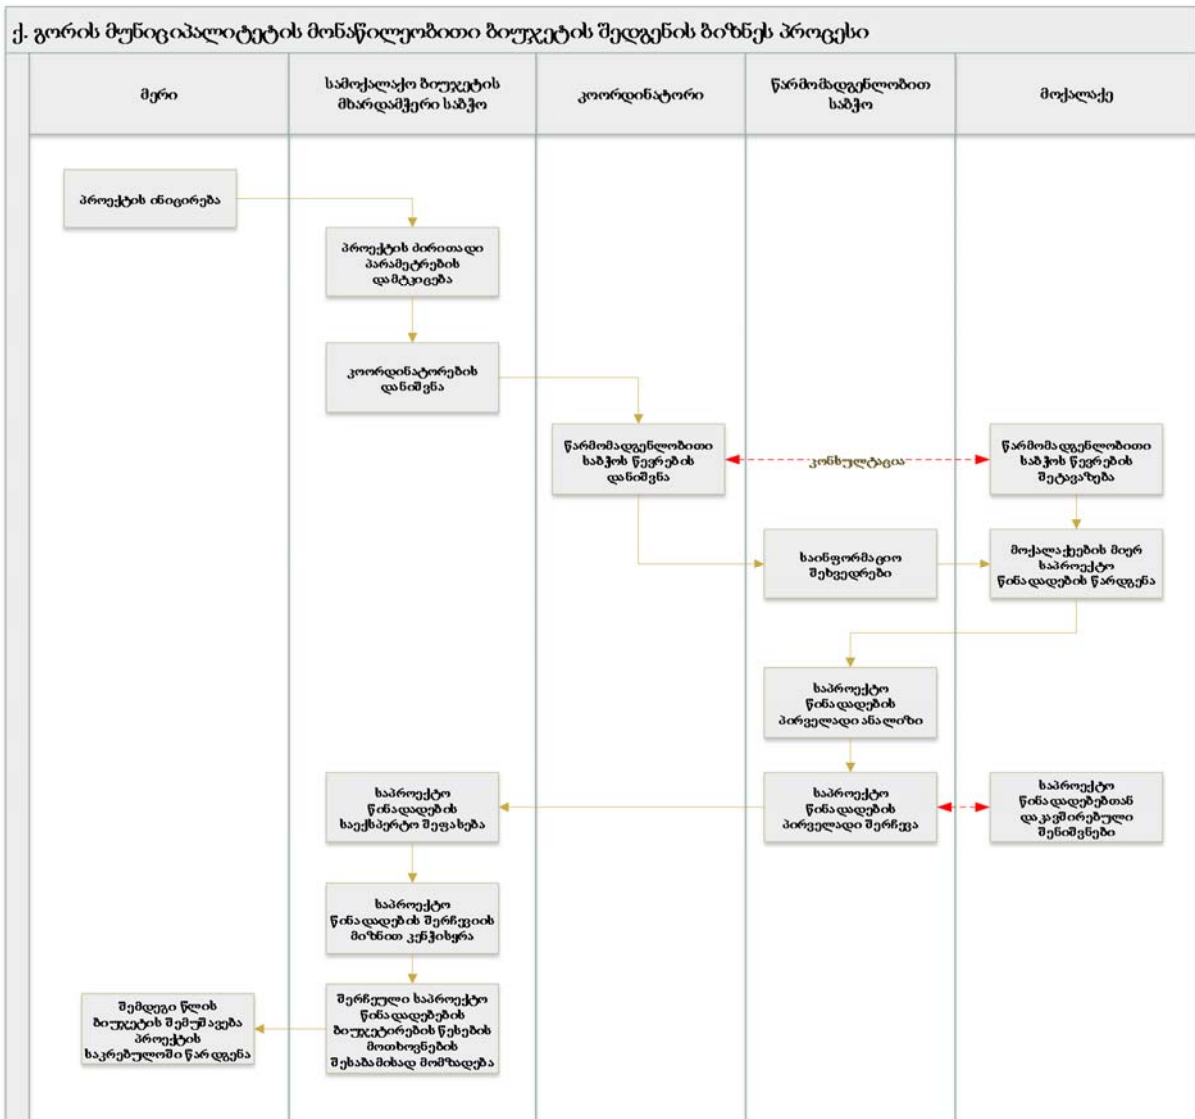 ქ. გორის მუნიციპალიტეტის მონაწილეობითი ბიუჯეტის შედგენის ბიზნეს პროცესი
მერი
სამოქალაქო ბიუჯეტის
მხარდამჭერი საბჭო
კოორდინატორი
წარმომადგენლობით
საბჭო
მოქალაქე
პროექტის ინიცირება
პროექტის ძირითადი
პარამეტრების
დამტკიცება
კოორდინატორების
დანიშვნა
წარმომადგენლობითი
საბჭოს წევრების
დანიშვნა
კონსულტაცია
წარმომადგენლობითი
საბჭოს წევრების
შეტავაზება
საინფორმაციო
შეხვედრები
მოქალაქეების მიერ
საპროექტო
წინადადების წარდგენა
საპროექტო
წინადადების
პირველადი ანალიზი
საპროექტო
წინადადების
საექსპერტო შეფასება
საპროექტო
წინადადების
პირველადი შერჩევა
საპროექტო
წინადადებებთან
დაკავშირებული
შენიშვნები
საპროექტო
წინადადების შერჩევიის
მიზნით კენჭისყრა
შემდეგი წლის
ბიუჯეტის შემუშავება
პროექტის
საკრებულოში წარდგენა
შერჩეული საპროექტო
წინადადებების
ბიუჯეტირების წესების
მოთხოვნების
შესაბამისად მომზადება